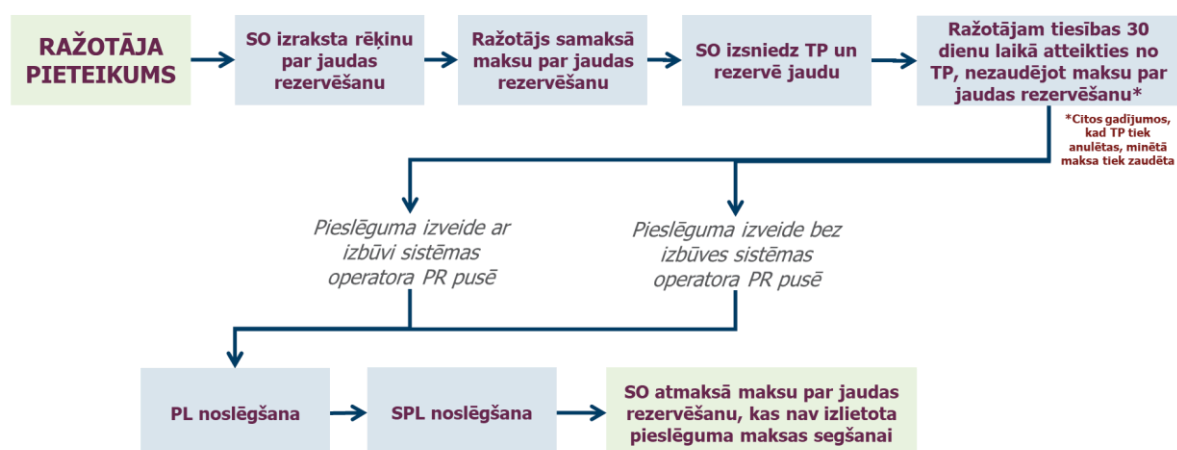 RAŽOTĀJA
PIETEIKUMS
SO izraksta rēķinu
par jaudas
rezervēšanu
Ražotājs samaksā
maksu par jaudas
rezervēšanu
SO izsniedz TP un
rezervē jaudu
Ražotājam tiesības 30
dienu laikā atteikties no
TP, nezaudējot maksu par
jaudas rezervēšanu*
*Citos gadījumos,
kad TP tiek
anulētas, minētā
maksa tiek zaudēta
Pieslēguma izveide ar
izbūvi sistēmas
operatora PR pusē
Pieslēguma izveide bez
izbūves sistēmas
operatora PR pusē
PL noslēgšana
SPL noslēgšana
SO atmaksā maksu par jaudas
rezervēšanu, kas nav izlietota
pieslēguma maksas segšanai